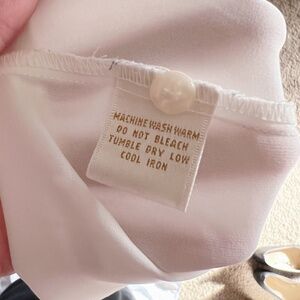 MACHINE WASH WARM
DO NOT BLEACH
TUMBLE DRY LOW
COOL IRON